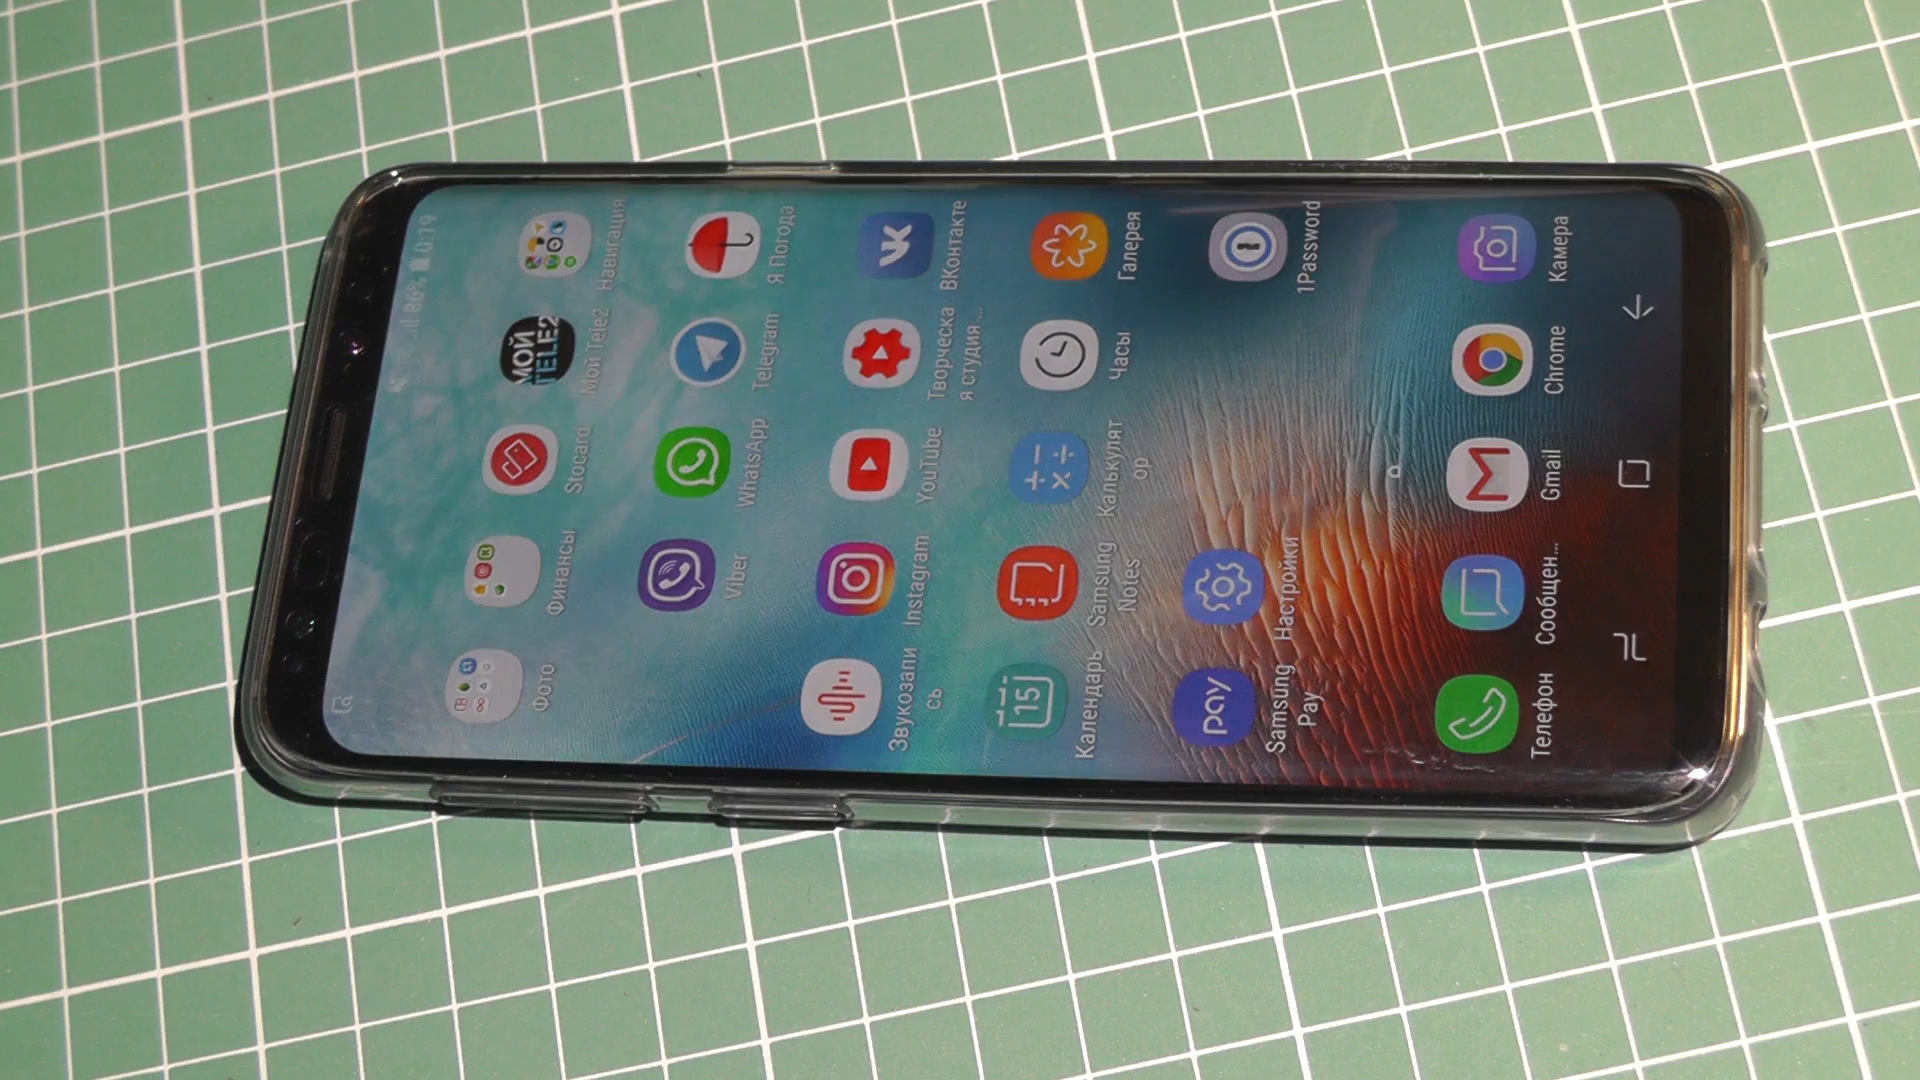 86% 0:19
Фото
Финансы
Stocard
МОЙ
TELE2
Мой Tele2
Навигация
Viber
WhatsApp
Telegram
Я.Погода
Звукозапи
сь
Instagram
YouTube
Творческа
я студия ...
ВКонтакте
15
Календарь
Samsung
Notes
Калькулят
ор
Часы
Галерея
pay
Samsung
Pay
Настройки
1Password
Телефон
Сообщен...
Gmail
Chrome
Камера